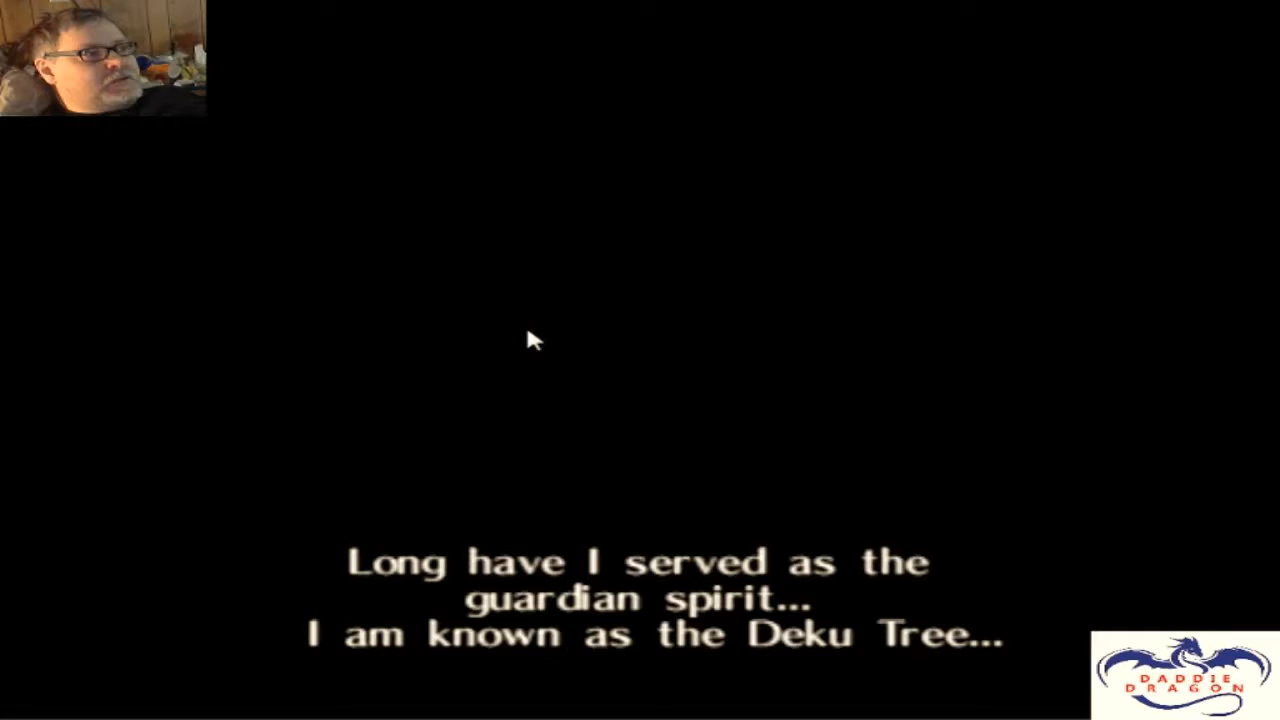 Long have I served as the
guardian spirit...
I am known as the Deku Tree...
DADDIE
DRAGON